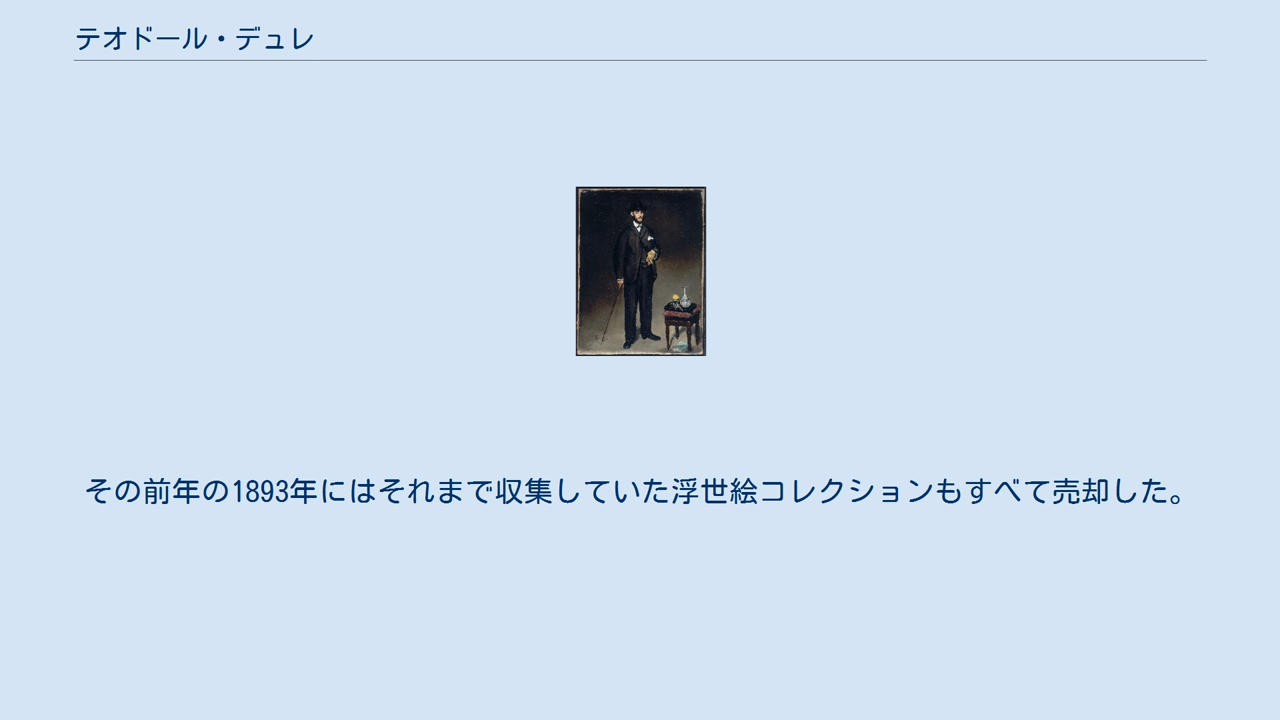 テオドール・デュレ
その前年の1893年にはそれまで収集していた浮世絵コレクションもすべて売却した。